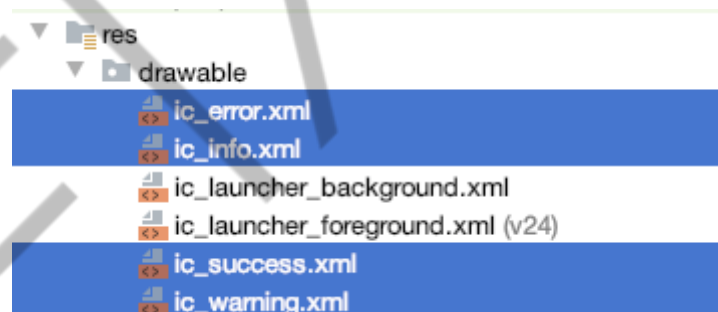 res
drawable
ic_error.xml
ic_info.xml
ic_launcher_background.xml
ic_launcher_foreground.xml (v24)
ic_success.xml
ic_warning.xml